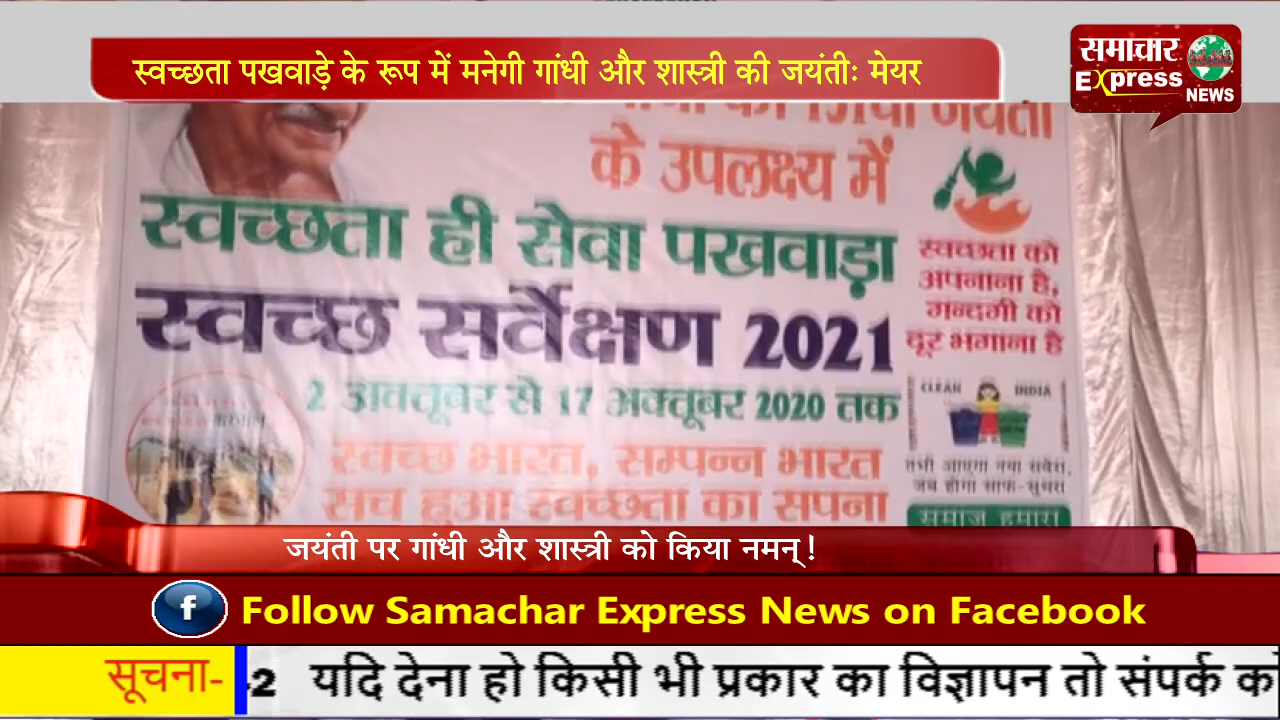 स्वच्छता पखवाड़े के रूप में मनेगी गांधी और शास्त्री की जयंतीः मेयर
समाचार
Express
NEWS
जयंती
के उपलक्ष्य में
स्वच्छता ही सेवा पखवाड़ा
स्वच्छ सर्वेक्षण 2021
2 अक्तूबर से 17 अक्तूबर 2020 तक
स्वच्छ भारत, सम्पन्न भारत
सच हुआ स्वच्छता का सपना
स्वच्छता को
अपनाना है,
गन्दगी को
दूर भगाना है
CLEAN INDIA
तभी आएगा नया सवेरा,
जब होगा साफ-सुथरा
समाज हमारा
जयंती पर गांधी और शास्त्री को किया नमन्!
f Follow Samachar Express News on Facebook
सूचना- 2 यदि देना हो किसी भी प्रकार का विज्ञापन तो संपर्क